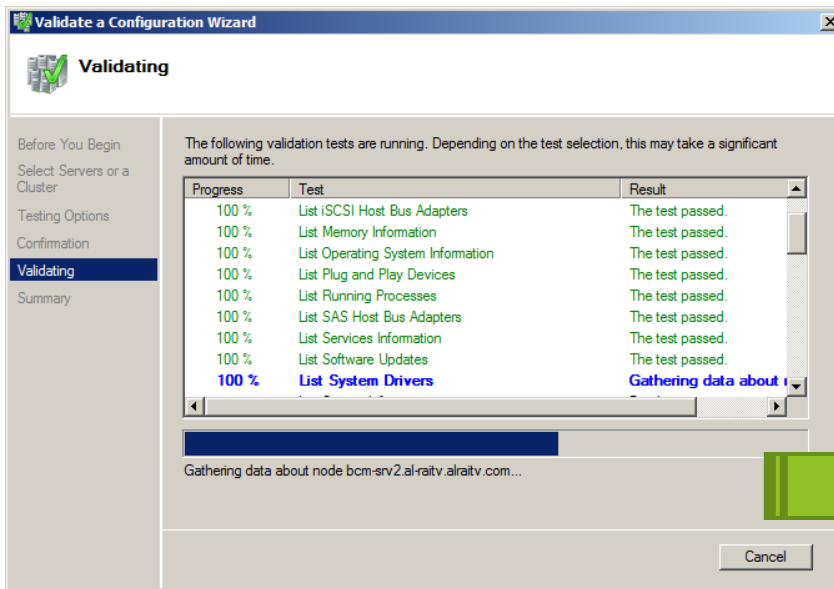 Validate a Configuration Wizard
Validating
Before You Begin
Select Servers or a
Cluster
Testing Options
Confirmation
Validating
Summary
The following validation tests are running. Depending on the test selection, this may take a significant
amount of time.
Progress Test Result
100 % List iSCSI Host Bus Adapters The test passed.
100 % List Memory Information The test passed.
100 % List Operating System Information The test passed.
100 % List Plug and Play Devices The test passed.
100 % List Running Processes The test passed.
100 % List SAS Host Bus Adapters The test passed.
100 % List Services Information The test passed.
100 % List Software Updates The test passed.
100 % List System Drivers Gathering data about
Gathering data about node bcm-srv2.al-raitv.alraitv.com...
Cancel